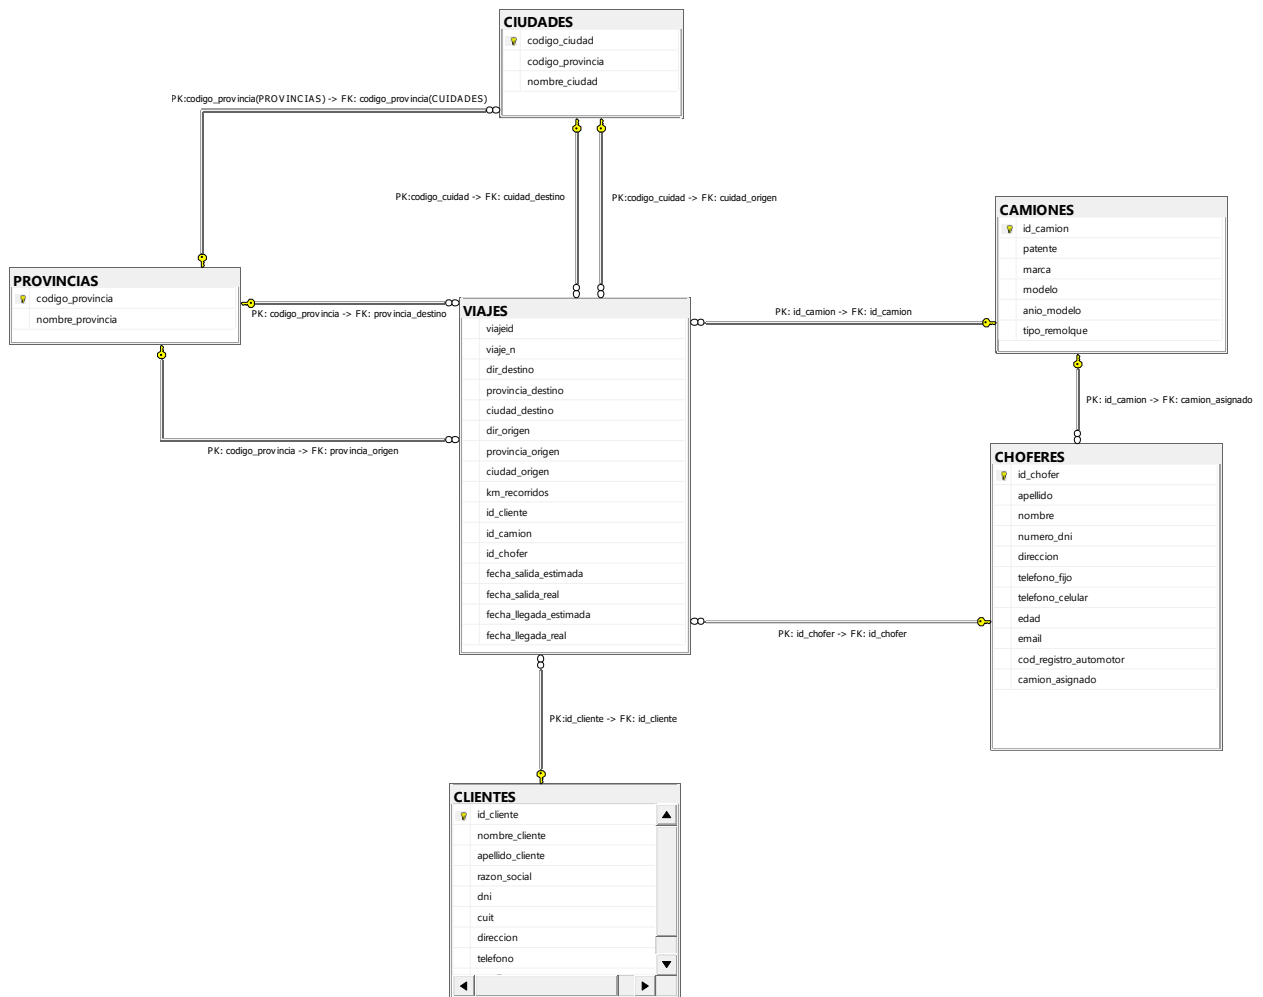 CIUDADES
codigo_ciudad
codigo_provincia
nombre_ciudad
PK:codigo_provincia(PROVINCIAS) -> FK: codigo_provincia(CUIDADES)
PK:codigo_cuidad -> FK: cuidad_destino
PK:codigo_cuidad -> FK: cuidad_origen
CAMIONES
id_camion
patente
marca
modelo
anio_modelo
tipo_remolque
PROVINCIAS
codigo_provincia
nombre_provincia
PK: codigo_provincia -> FK: provincia_destino
PK: codigo_provincia -> FK: provincia_origen
VIAJES
viajeid
viaje_n
dir_destino
provincia_destino
ciudad_destino
dir_origen
provincia_origen
ciudad_origen
km_recorridos
id_cliente
id_camion
id_chofer
fecha_salida_estimada
fecha_salida_real
fecha_llegada_estimada
fecha_llegada_real
PK: id_camion -> FK: id_camion
PK: id_camion -> FK: camion_asignado
CHOFERES
id_chofer
apellido
nombre
numero_dni
direccion
telefono_fijo
telefono_celular
edad
email
cod_registro_automotor
camion_asignado
PK: id_chofer -> FK: id_chofer
PK:id_cliente -> FK: id_cliente
CLIENTES
id_cliente
nombre_cliente
apellido_cliente
razon_social
dni
cuit
direccion
telefono